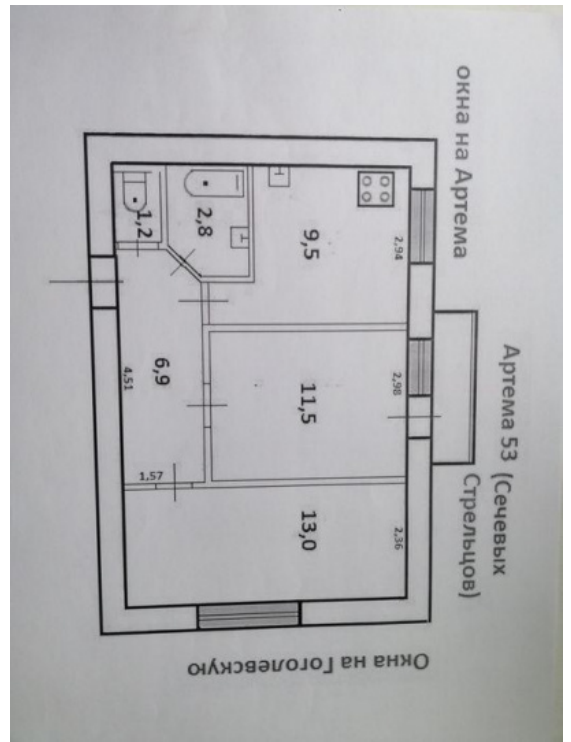 окна на Артема
Артема 53 (Сечевых
Стрельцов)
1,2
2,8
9,5
2,94
6,9
4,51
11,5
2,98
1,57
13,0
2,36
Окна на Гоголевскую